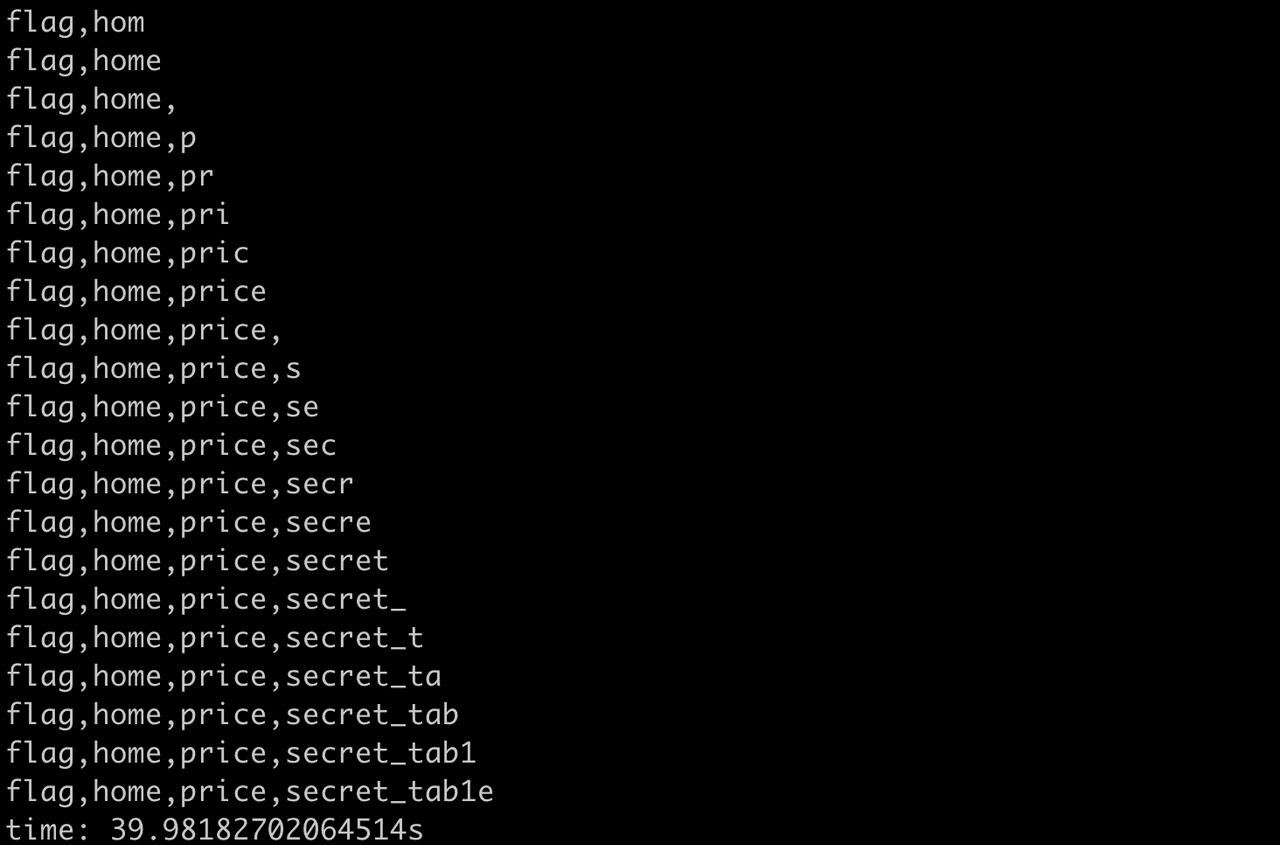 flag,hom
flag,home
flag,home,
flag,home,p
flag,home,pr
flag,home,pri
flag,home,pric
flag,home,price
flag,home,price,
flag,home,price,s
flag,home,price,se
flag,home,price,sec
flag,home,price,secr
flag,home,price,secre
flag,home,price,secret
flag,home,price,secret_
flag,home,price,secret_t
flag,home,price,secret_ta
flag,home,price,secret_tab
flag,home,price,secret_tab1
flag,home,price,secret_tab1e
time: 39.98182702064514s